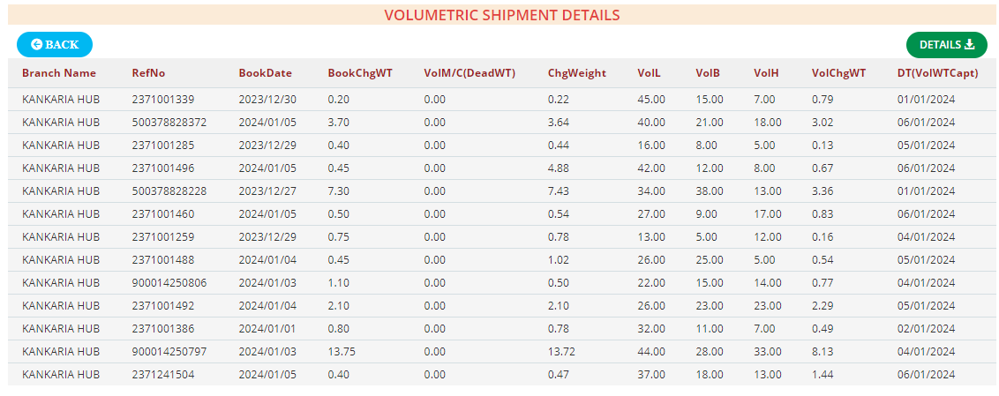 VOLUMETRIC SHIPMENT DETAILS
BACK DETAILS
Branch Name RefNo BookDate BookChgWT VolM/C(DeadWT) ChgWeight VolL VolB VolH VolChgWT DT(VolWTCapt)
KANKARIA HUB 2371001339 2023/12/30 0.20 0.00 0.22 45.00 15.00 7.00 0.79 01/01/2024
KANKARIA HUB 500378828372 2024/01/05 3.70 0.00 3.64 40.00 21.00 18.00 3.02 06/01/2024
KANKARIA HUB 2371001285 2023/12/29 0.40 0.00 0.44 16.00 8.00 5.00 0.13 05/01/2024
KANKARIA HUB 2371001496 2024/01/05 0.45 0.00 4.88 42.00 12.00 8.00 0.67 06/01/2024
KANKARIA HUB 500378828228 2023/12/27 7.30 0.00 7.43 34.00 38.00 13.00 3.36 01/01/2024
KANKARIA HUB 2371001460 2024/01/05 0.50 0.00 0.54 27.00 9.00 17.00 0.83 06/01/2024
KANKARIA HUB 2371001259 2023/12/29 0.75 0.00 0.78 13.00 5.00 12.00 0.16 04/01/2024
KANKARIA HUB 2371001488 2024/01/04 0.45 0.00 1.02 26.00 25.00 5.00 0.54 05/01/2024
KANKARIA HUB 900014250806 2024/01/03 1.10 0.00 0.50 22.00 15.00 14.00 0.77 04/01/2024
KANKARIA HUB 2371001492 2024/01/04 2.10 0.00 2.10 26.00 23.00 23.00 2.29 05/01/2024
KANKARIA HUB 2371001386 2024/01/01 0.80 0.00 0.78 32.00 11.00 7.00 0.49 02/01/2024
KANKARIA HUB 900014250797 2024/01/03 13.75 0.00 13.72 44.00 28.00 33.00 8.13 04/01/2024
KANKARIA HUB 2371241504 2024/01/05 0.40 0.00 0.47 37.00 18.00 13.00 1.44 06/01/2024